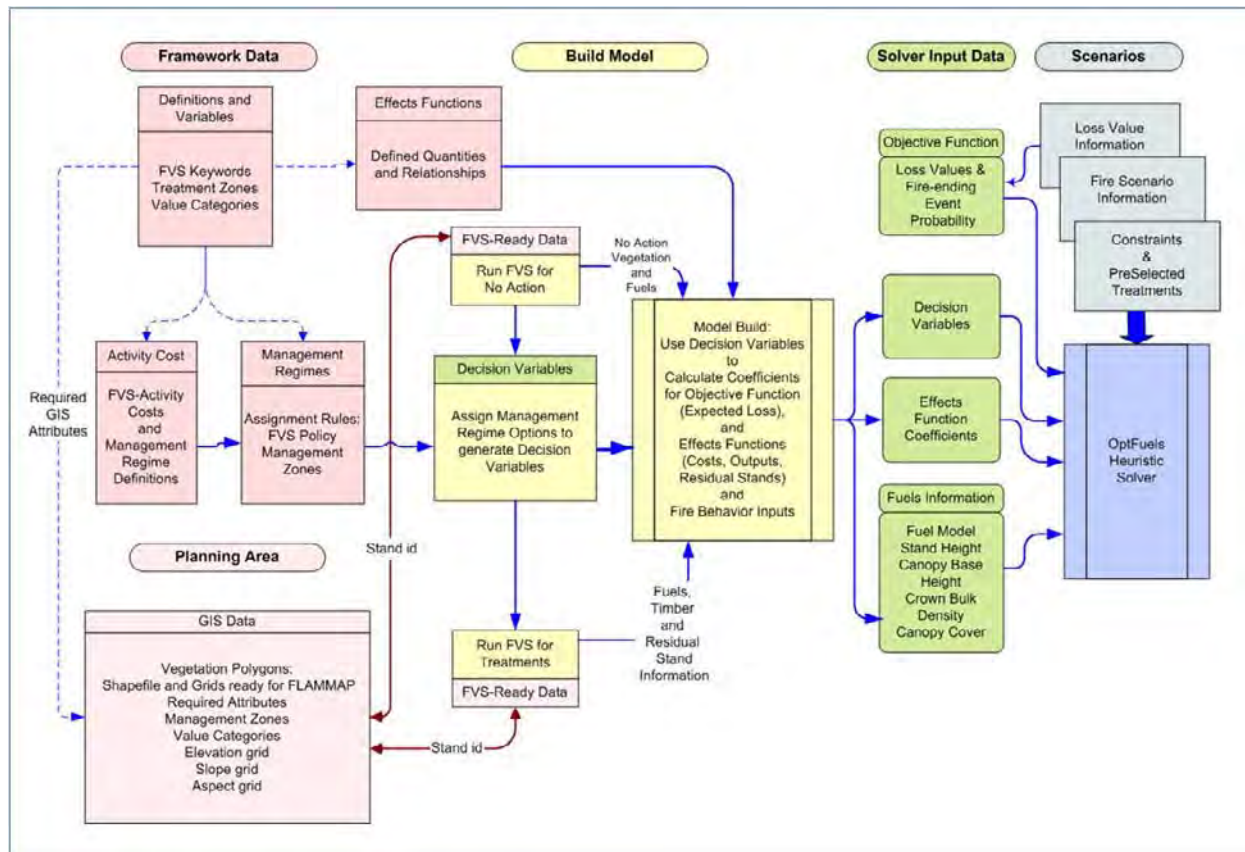 Framework Data
Build Model
Solver Input Data
Scenarios
Definitions and
Variables
FVS Keywords
Treatment Zones
Value Categories
Effects Functions
Defined Quantities
and Relationships
Activity Cost
FVS-Activity
Costs
and
Management
Regime
Definitions
Management
Regimes
Assignment Rules:
FVS Policy
Management
Zones
Required
GIS
Attributes
Planning Area
GIS Data
Vegetation Polygons:
Shapefile and Grids ready for FLAMMAP
Required Attributes
Management Zones
Value Categories
Elevation grid
Slope grid
Aspect grid
Stand id
Stand id
FVS-Ready Data
Run FVS for
No Action
No Action
Vegetation
and
Fuels
Decision Variables
Assign Management
Regime Options to
generate Decision
Variables
Run FVS for
Treatments
FVS-Ready Data
Fuels,
Timber
and
Residual
Stand
Information
Model Build:
Use Decision Variables
to
Calculate Coefficients
for Objective Function
(Expected Loss),
and
Effects Functions
(Costs, Outputs,
Residual Stands)
and
Fire Behavior Inputs
Objective Function
Loss Values &
Fire-ending
Event
Probability
Decision
Variables
Effects
Function
Coefficients
Fuels Information
Fuel Model
Stand Height
Canopy Base
Height
Crown Bulk
Density
Canopy Cover
Loss Value
Information
Fire Scenario
Information
Constraints
&
PreSelected
Treatments
OptFuels
Heuristic
Solver